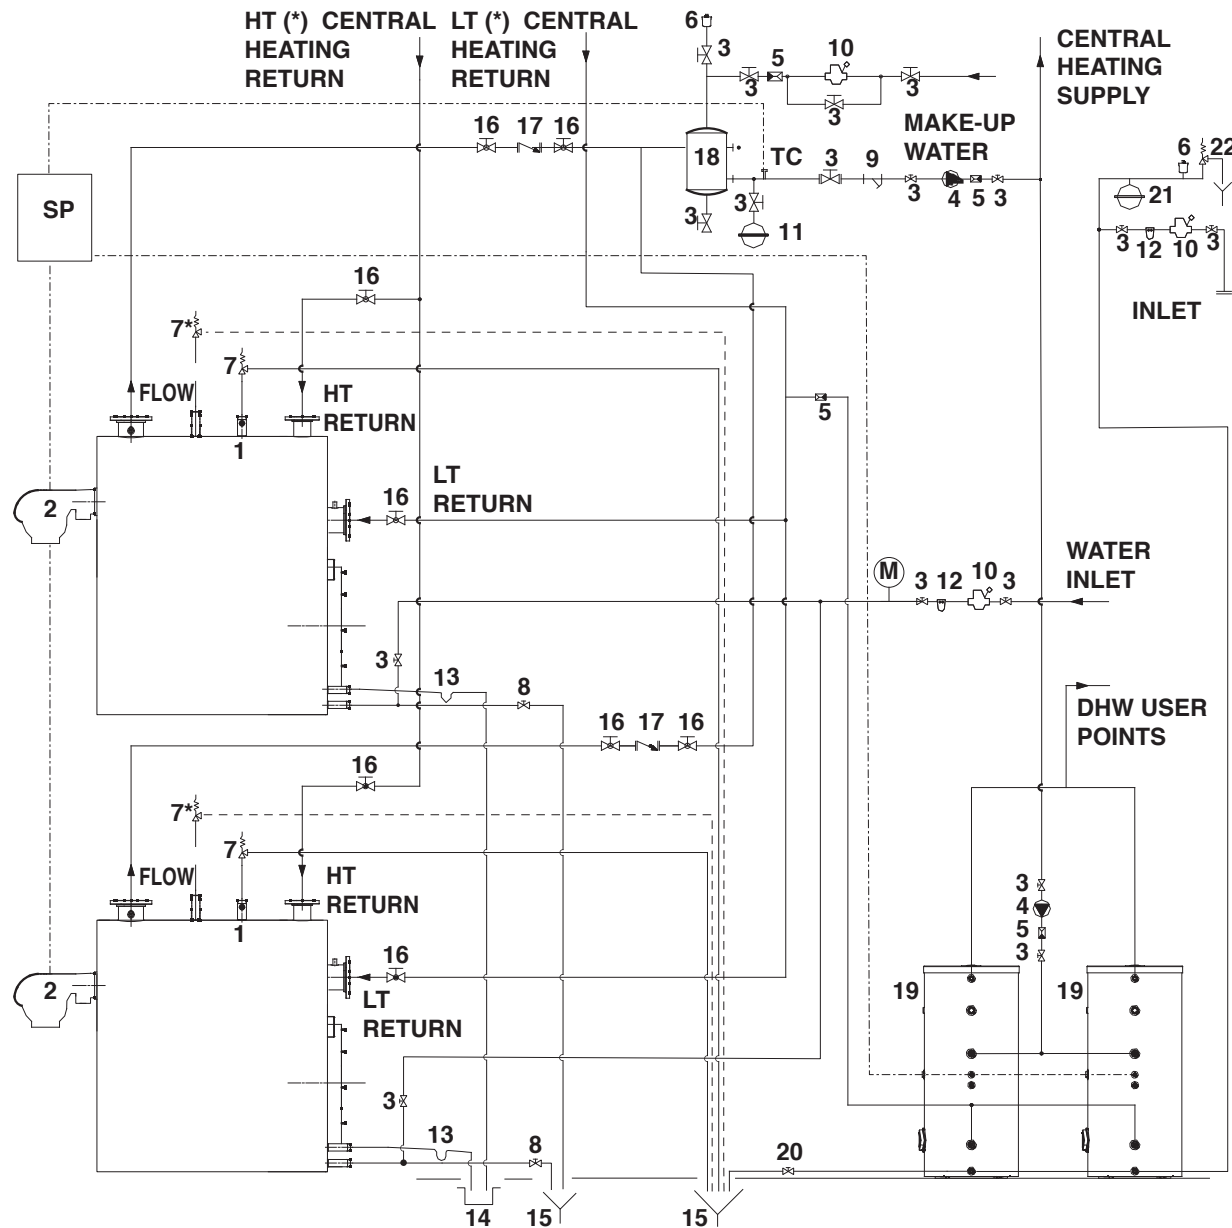 HT (*) CENTRAL
HEATING
RETURN
LT (*) CENTRAL
HEATING
RETURN
6
3
5
10
3
3
3
CENTRAL
HEATING
SUPPLY
MAKE-UP
WATER
16
17
16
18
TC
3
9
3
4
5
3
3
3
11
6
22
21
3
12
10
3
INLET
SP
16
7*
7
FLOW
HT
RETURN
1
5
2
LT
RETURN
16
M
3
12
10
3
WATER
INLET
3
13
8
16
17
16
DHW USER
POINTS
16
7*
7
FLOW
HT
RETURN
1
3
4
5
3
2
16
LT
RETURN
19
19
3
13
8
20
14
15
15